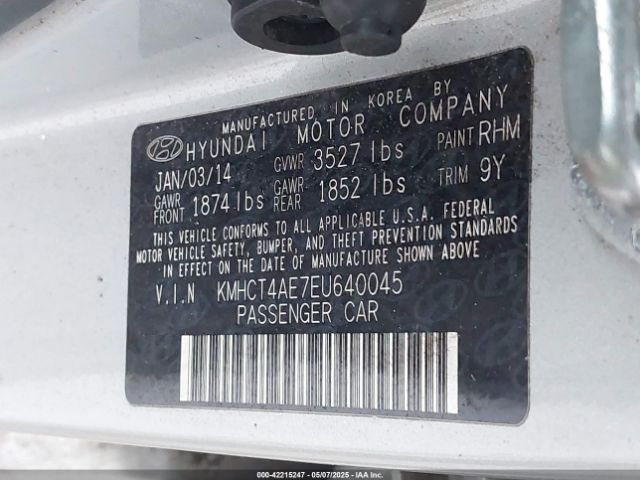 MANUFACTURED IN KOREA BY
HYUNDAI MOTOR COMPANY
JAN/03/14 GVWR 3527 lbs PAINT RHM
GAWR FRONT 1874 lbs GAWR REAR 1852 lbs TRIM 9Y
THIS VEHICLE CONFORMS TO ALL APPLICABLE U.S.A. FEDERAL
MOTOR VEHICLE SAFETY, BUMPER, AND THEFT PREVENTION STANDARDS
IN EFFECT ON THE DATE OF MANUFACTURE SHOWN ABOVE
V.I.N KMHCT4AE7EU640045
PASSENGER CAR
000-42215247 - 05/07/2025 - IAAI.com